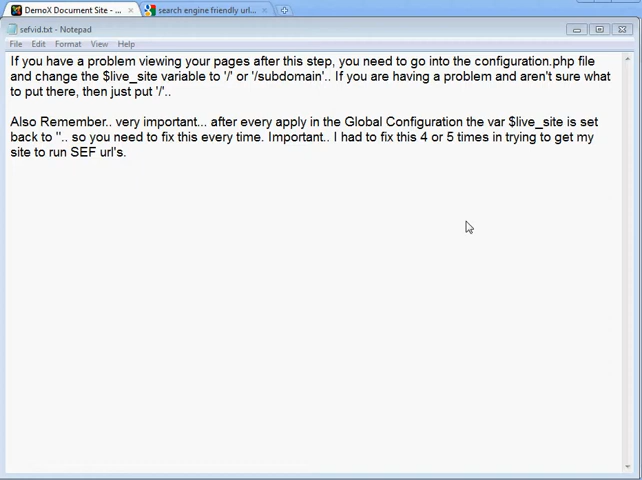 DemoX Document Site - ...
search engine friendly url...
sefvid.txt - Notepad
File Edit Format View Help
If you have a problem viewing your pages after this step, you need to go into the configuration.php file
and change the $live_site variable to '/' or '/subdomain'.. If you are having a problem and aren't sure what
to put there, then just put '/'..
Also Remember.. very important... after every apply in the Global Configuration the var $live_site is set
back to ''.. so you need to fix this every time. Important.. I had to fix this 4 or 5 times in trying to get my
site to run SEF url's.